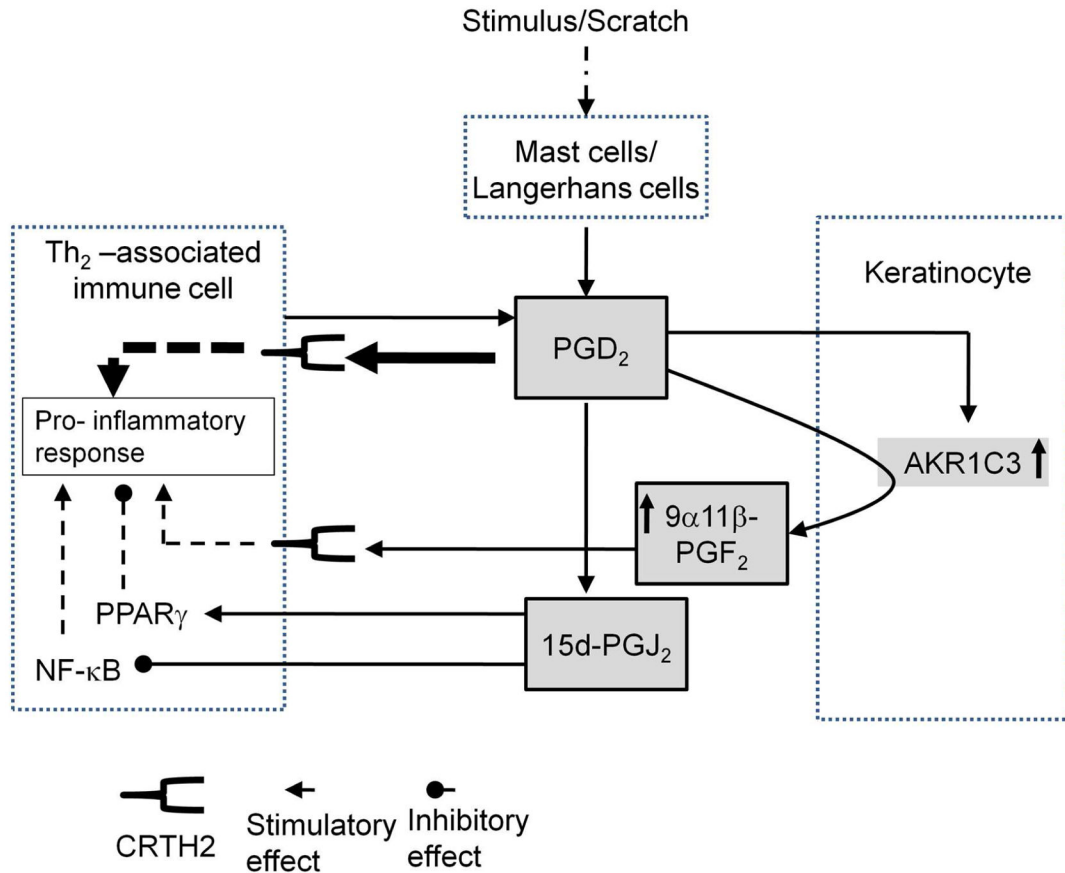 Stimulus/Scratch
Mast cells/
Langerhans cells
Th₂ –associated
immune cell
Keratinocyte
PGD₂
Pro- inflammatory
response
AKR1C3
9α11β-
PGF₂
PPARγ
15d-PGJ₂
NF-κB
CRTH2
Stimulatory
effect
Inhibitory
effect